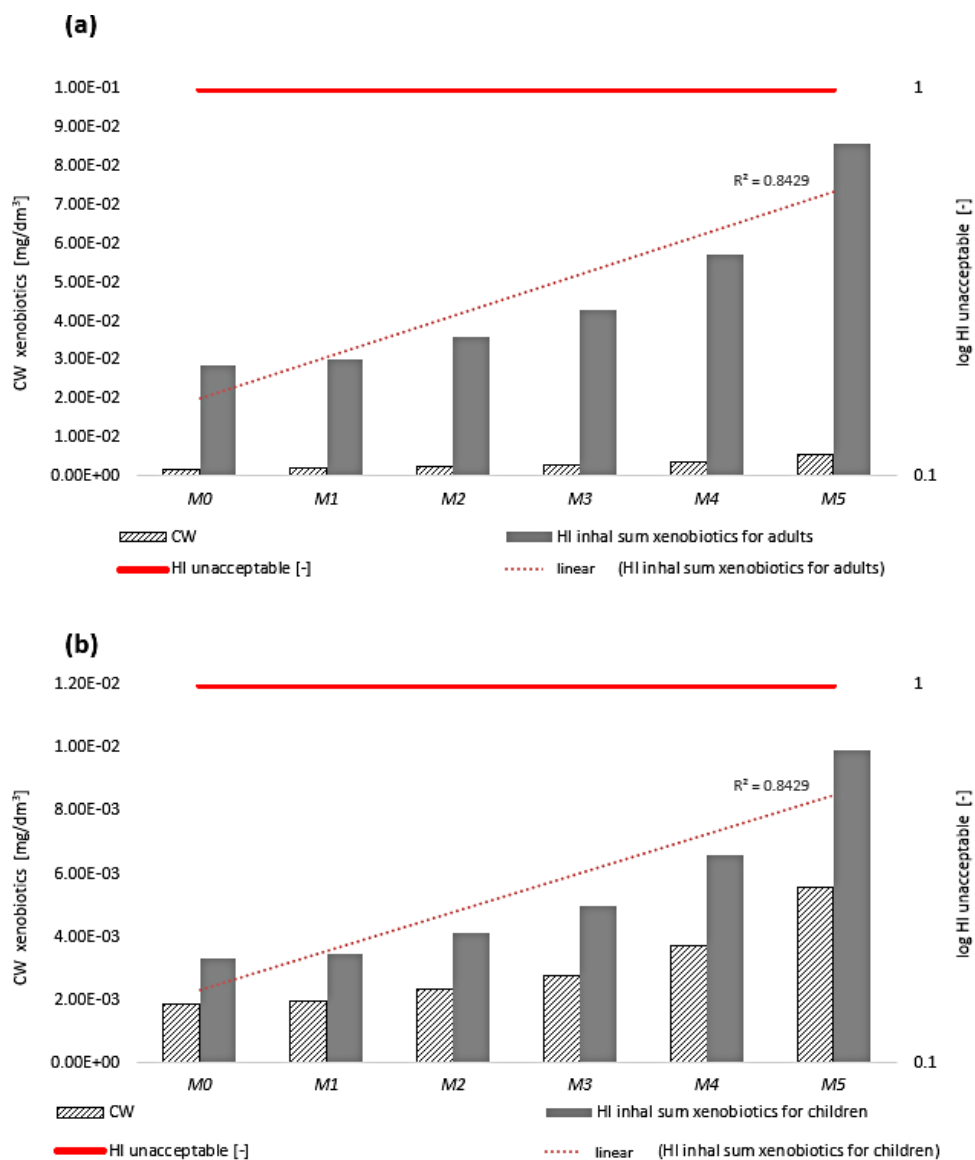 (a)
1.00E-01
9.00E-02
8.00E-02
7.00E-02
6.00E-02
5.00E-02
4.00E-02
3.00E-02
2.00E-02
1.00E-02
0.00E+00
CW xenobiotics [mg/dm³]
R² = 0.8429
1
0.1
log HI unacceptable [-]
M0 M1 M2 M3 M4 M5
CW HI inhal sum xenobiotics for adults
HI unacceptable [-] linear (HI inhal sum xenobiotics for adults)
(b)
1.20E-02
1.00E-02
8.00E-03
6.00E-03
4.00E-03
2.00E-03
0.00E+00
CW xenobiotics [mg/dm³]
R² = 0.8429
1
0.1
log HI unacceptable [-]
M0 M1 M2 M3 M4 M5
CW HI inhal sum xenobiotics for children
HI unacceptable [-] linear (HI inhal sum xenobiotics for children)